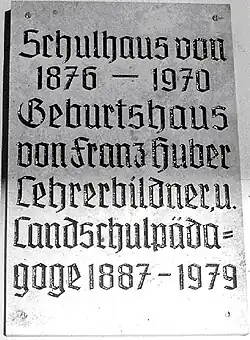 Schulhaus von
1876 — 1970
Geburtshaus
von Franz Huber
Lehrerbildner, u.
Landschulpäda=
goge 1887 – 1979